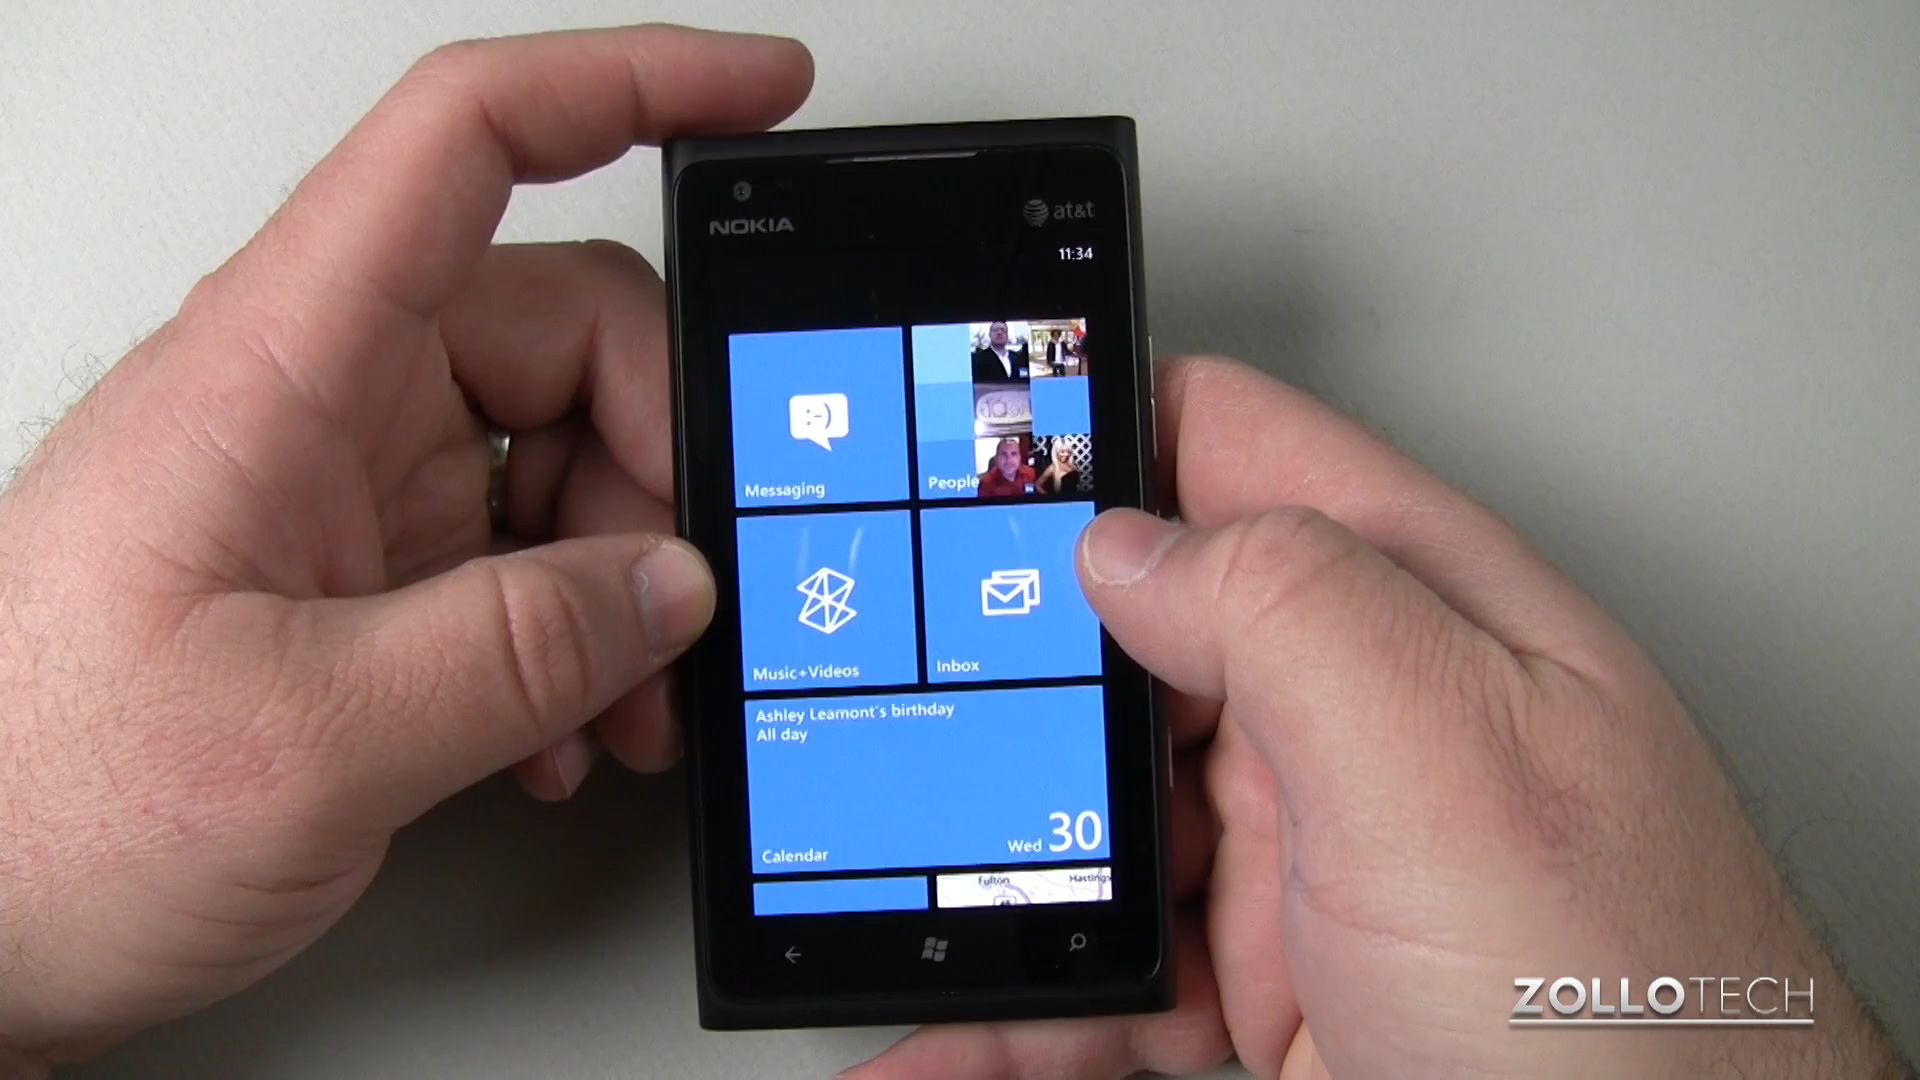 NOKIA
at&t
11:34
:-)
Messaging
People
Music+Videos
Inbox
Ashley Leamont's birthday
All day
Calendar
Wed 30
Fulton
Hastings
ZOLLOTECH